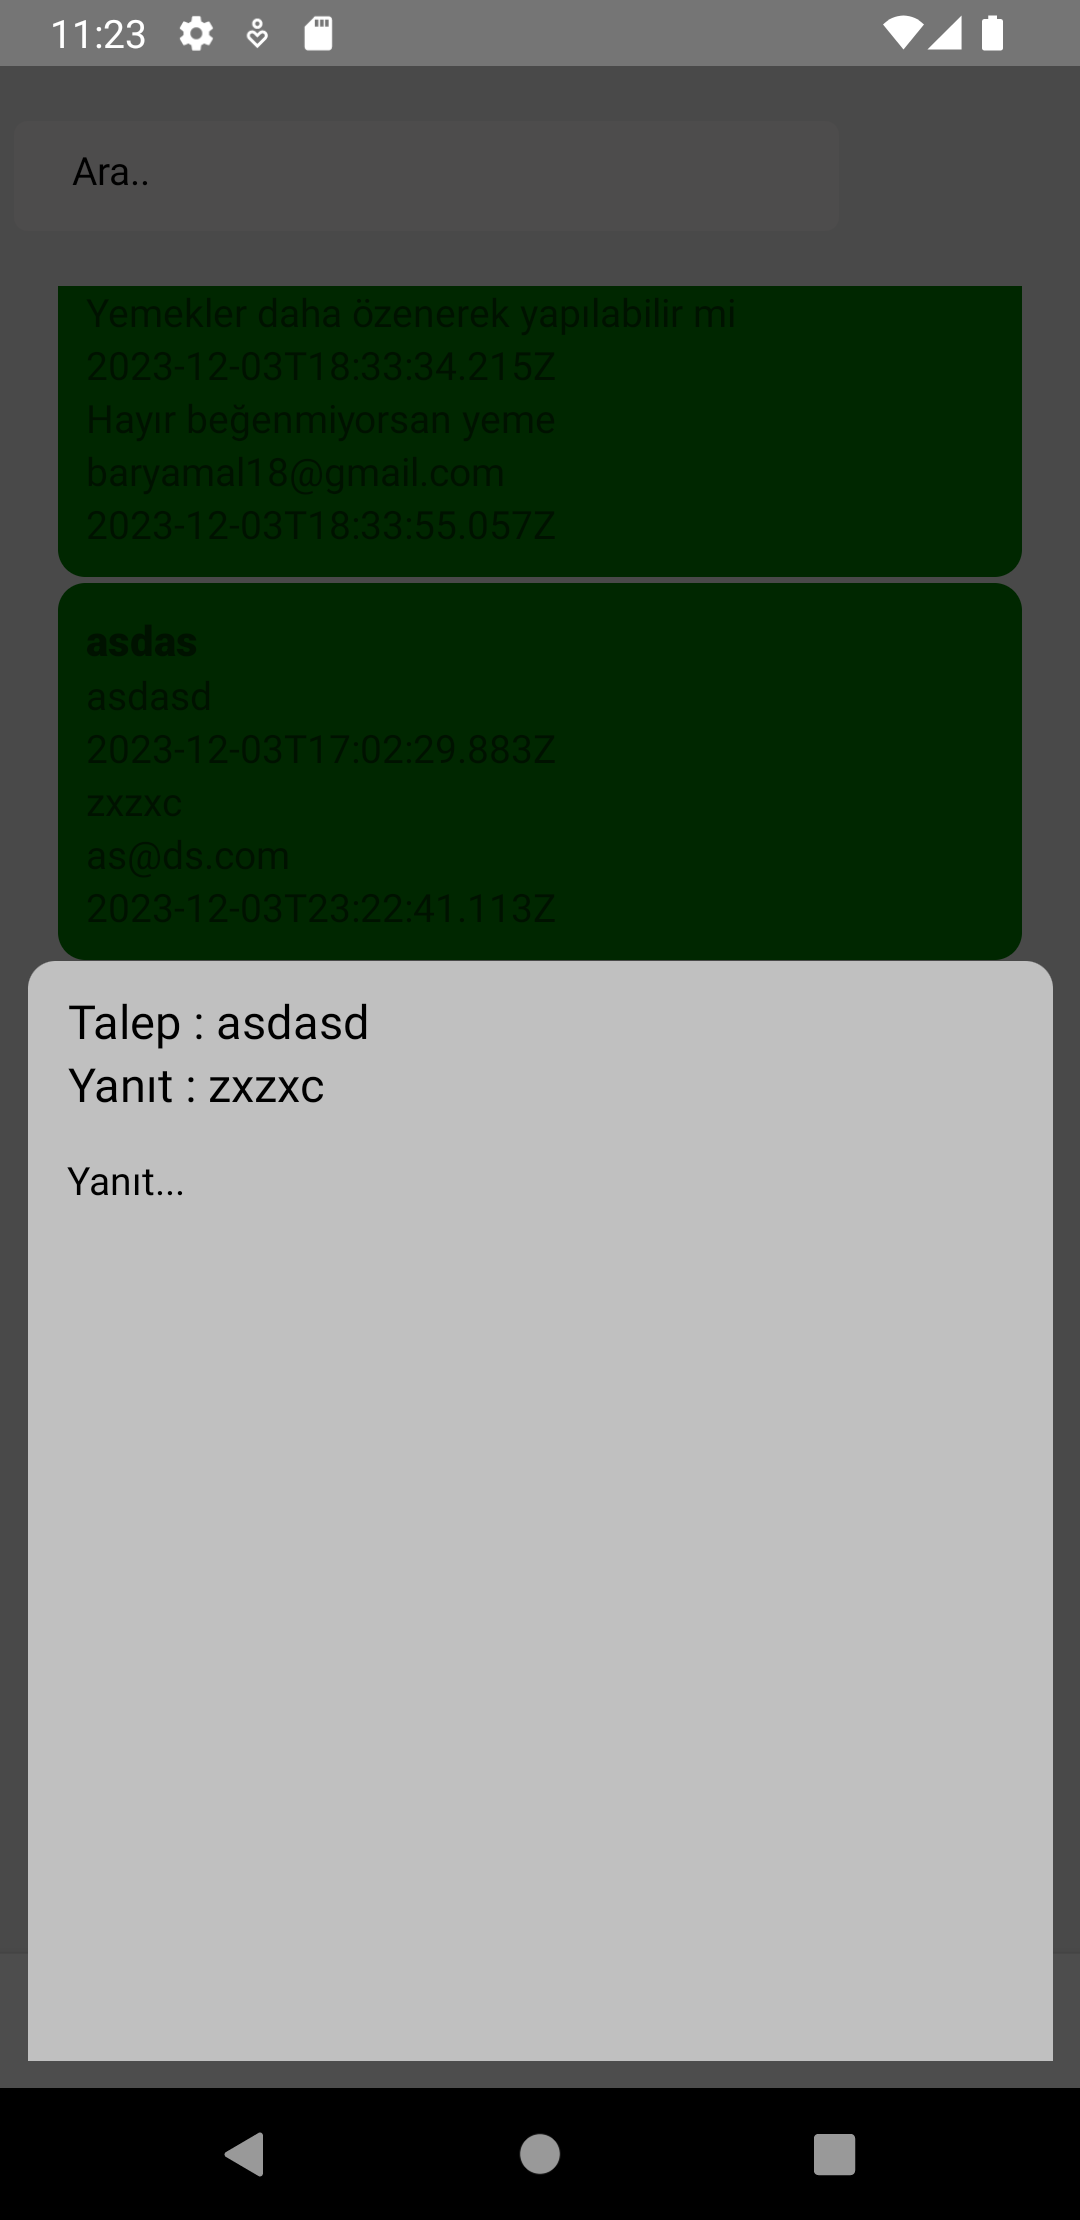 11:23
Ara..
Yemekler daha özenerek yapılabilir mi
2023-12-03T18:33:34.215Z
Hayır beğenmiyorsan yeme
baryamal18@gmail.com
2023-12-03T18:33:55.057Z
asdas
asdasd
2023-12-03T17:02:29.883Z
zxzxc
as@ds.com
2023-12-03T23:22:41.113Z
Talep : asdasd
Yanıt : zxzxc
Yanıt...